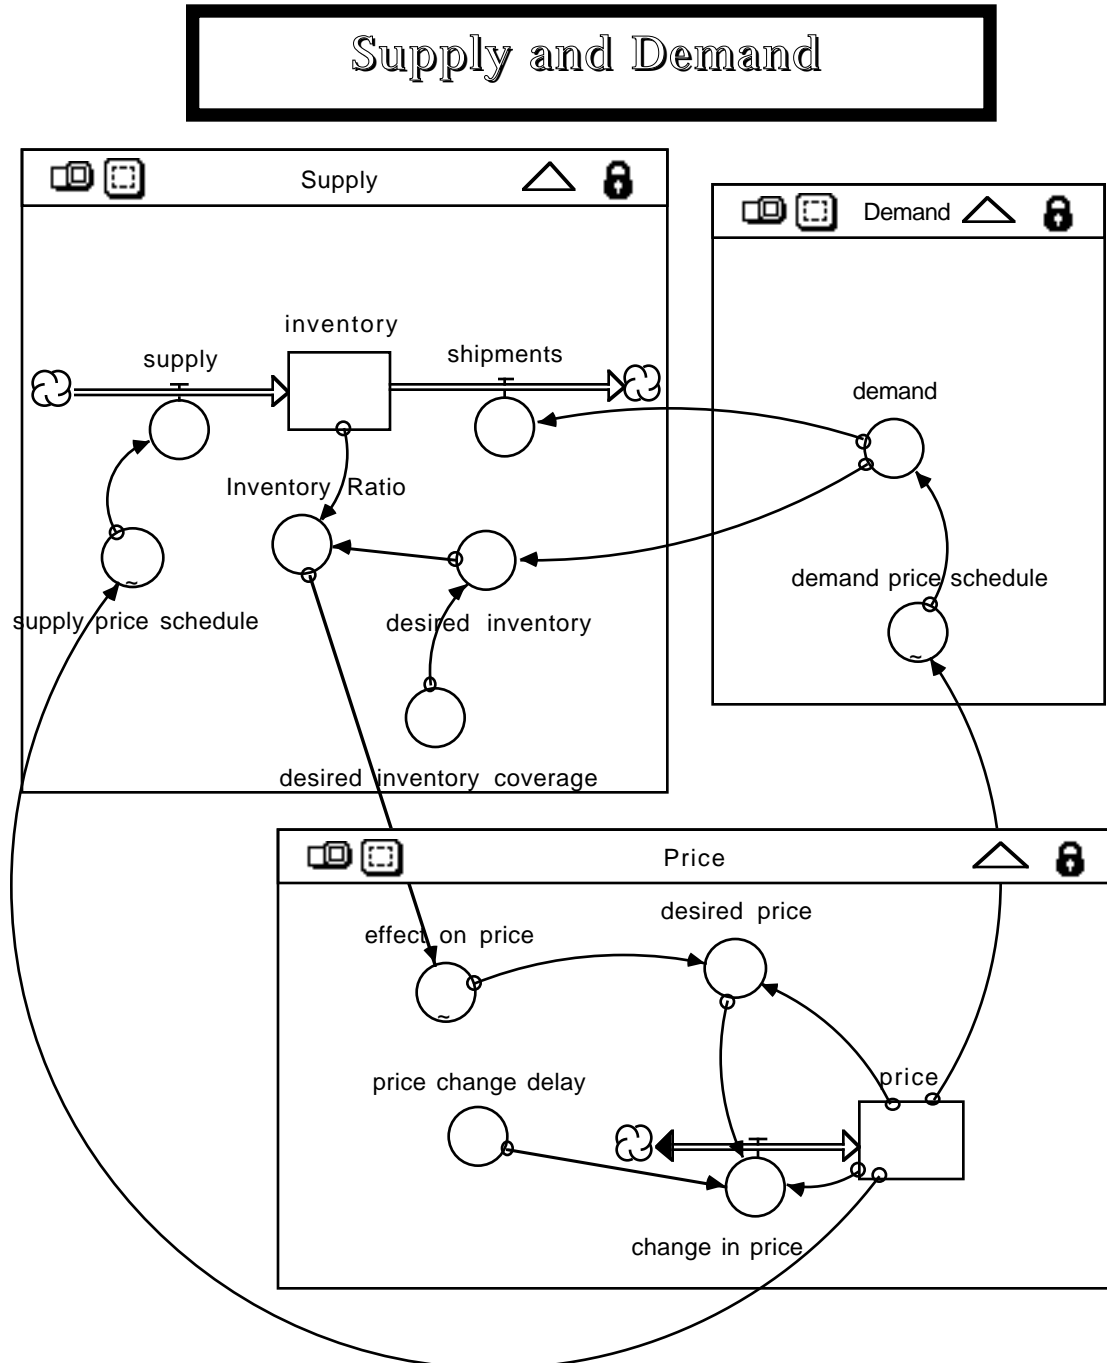 Supply and Demand
Supply
inventory
supply
shipments
Inventory Ratio
supply price schedule
desired inventory
desired inventory coverage
Demand
demand
demand price schedule
Price
desired price
effect on price
price change delay
price
change in price
~
~
~